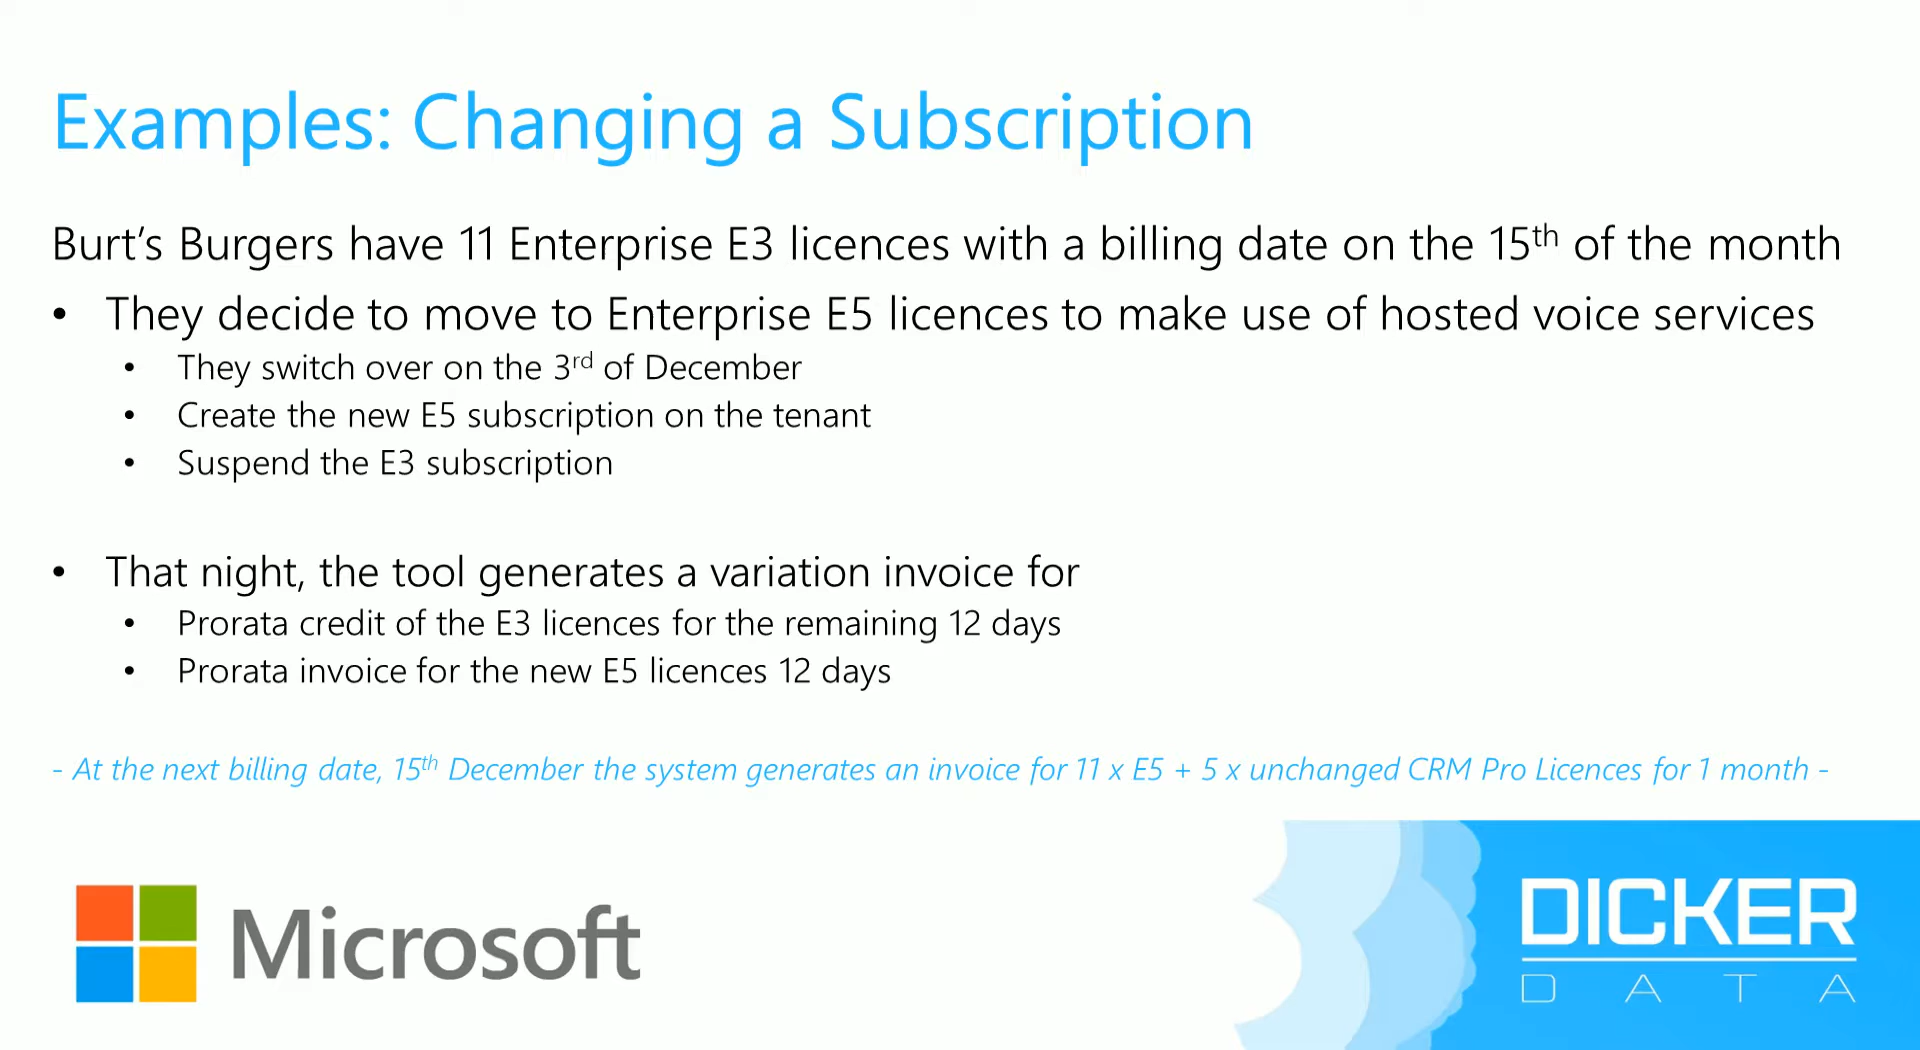 Examples: Changing a Subscription
Burt’s Burgers have 11 Enterprise E3 licences with a billing date on the 15th of the month
• They decide to move to Enterprise E5 licences to make use of hosted voice services
• They switch over on the 3rd of December
• Create the new E5 subscription on the tenant
• Suspend the E3 subscription
• That night, the tool generates a variation invoice for
• Prorata credit of the E3 licences for the remaining 12 days
• Prorata invoice for the new E5 licences 12 days
- At the next billing date, 15th December the system generates an invoice for 11 x E5 + 5 x unchanged CRM Pro Licences for 1 month -
Microsoft
DICKER
DATA